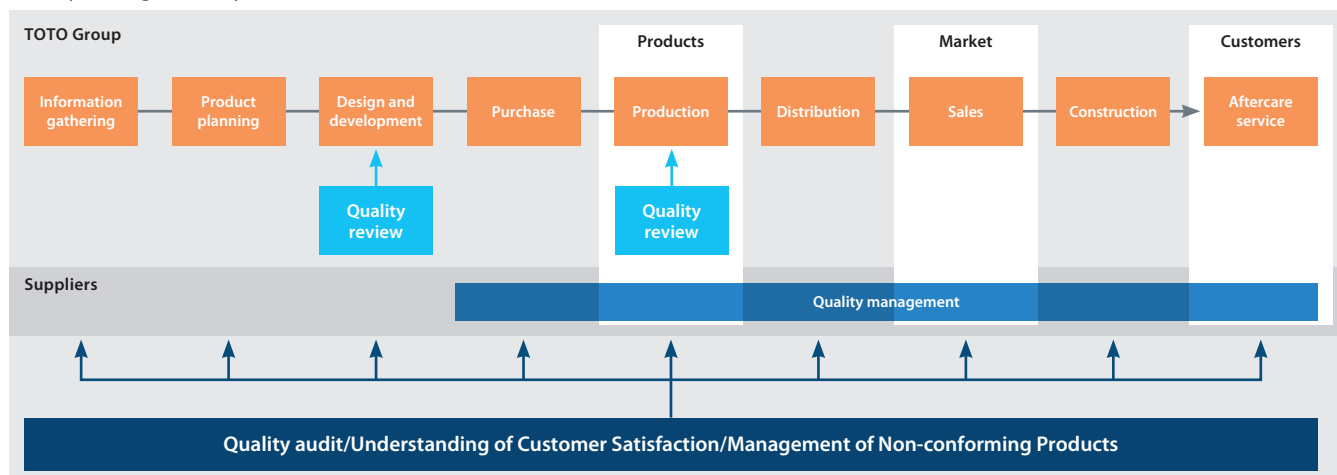 TOTO Group
Products
Market
Customers
Information
gathering
Product
planning
Design and
development
Purchase
Production
Distribution
Sales
Construction
Aftercare
service
Quality
review
Quality
review
Suppliers
Quality management
Quality audit/Understanding of Customer Satisfaction/Management of Non-conforming Products